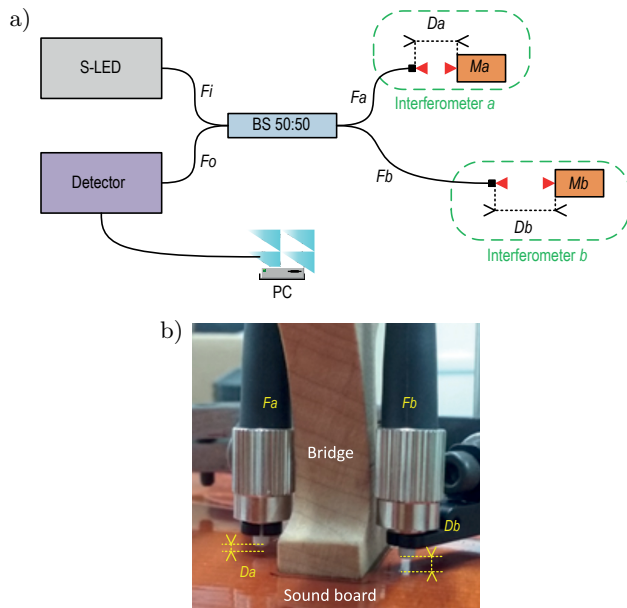 a)
S-LED
Fi
Fo
Detector
BS 50:50
PC
Da
Fa
Ma
Interferometer a
Fb
Mb
Db
Interferometer b
b)
Fa
Fb
Bridge
Da
Db
Sound board